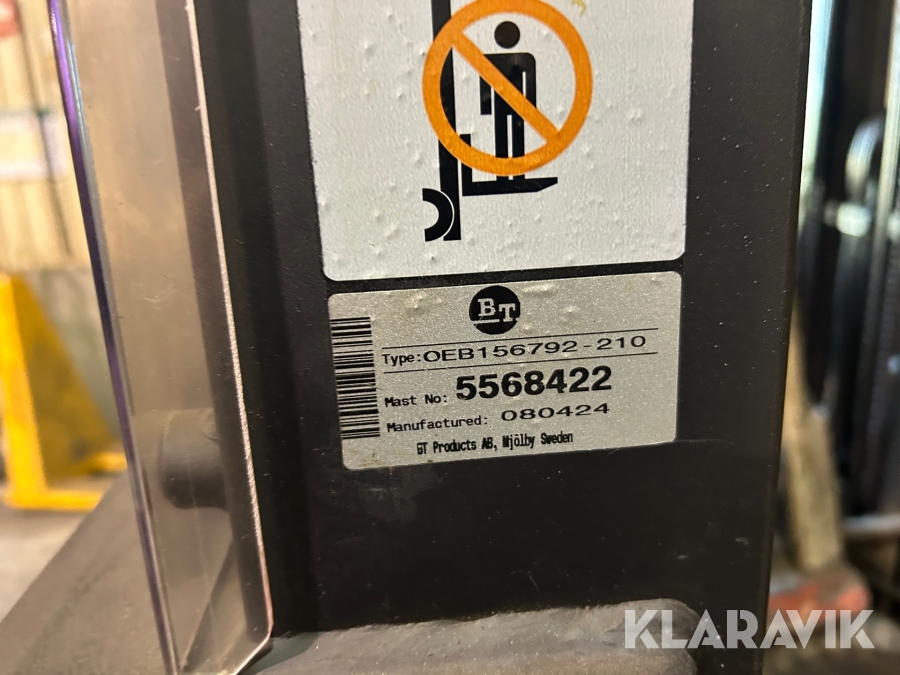 BT
Type:OEB156792-210
Mast No: 5568422
Manufactured: 080424
BT Products AB, Mjölby Sweden
KLARAVIK